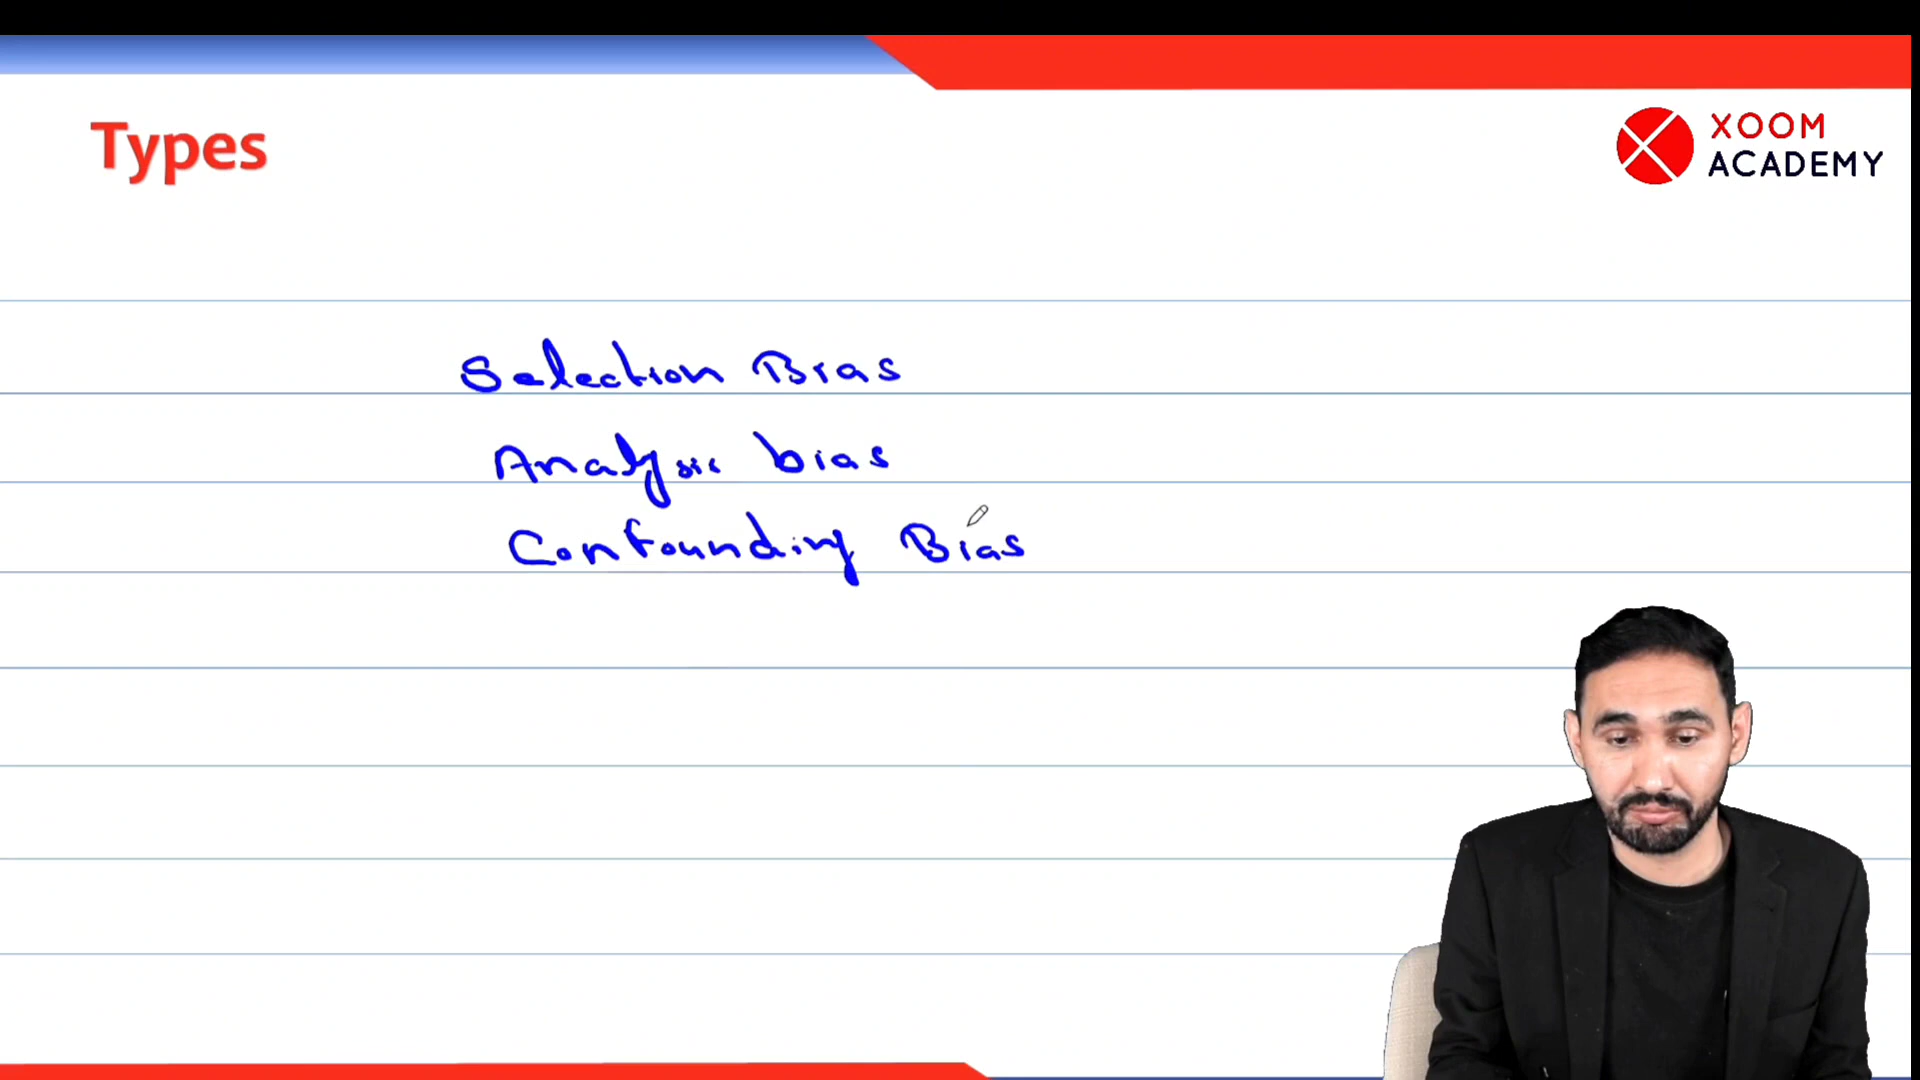 Types
XOOM
ACADEMY
Selection Bias
Analysis bias
Confounding Bias